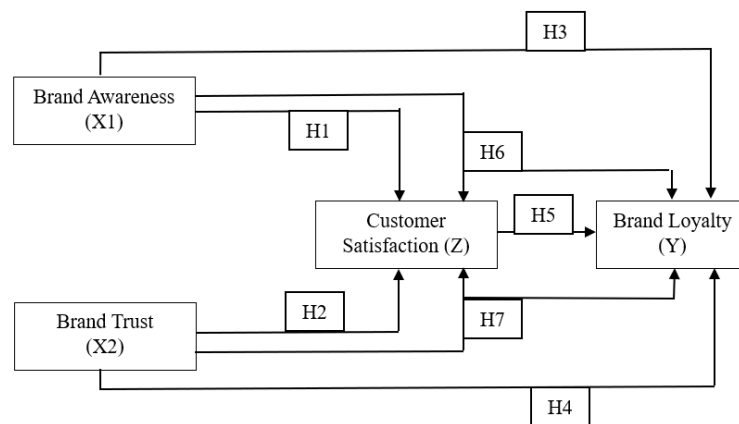 H3
Brand Awareness
(X1)
H1
H6
Customer
Satisfaction (Z)
H5
Brand Loyalty
(Y)
Brand Trust
(X2)
H2
H7
H4